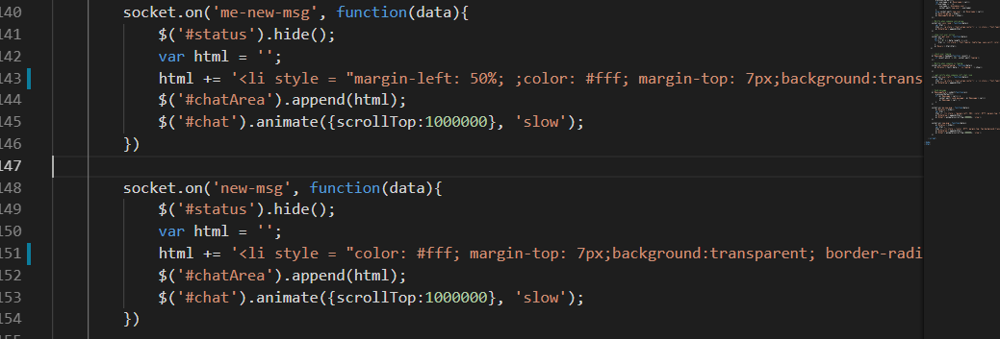 140 socket.on('me-new-msg', function(data){
141 $('#status').hide();
142 var html = '';
143 html += '<li style = "margin-left: 50%; ;color: #fff; margin-top: 7px;background:trans
144 $('#chatArea').append(html);
145 $('#chat').animate({scrollTop:1000000}, 'slow');
146 })
147
148 socket.on('new-msg', function(data){
149 $('#status').hide();
150 var html = '';
151 html += '<li style = "color: #fff; margin-top: 7px;background:transparent; border-radi
152 $('#chatArea').append(html);
153 $('#chat').animate({scrollTop:1000000}, 'slow');
154 })